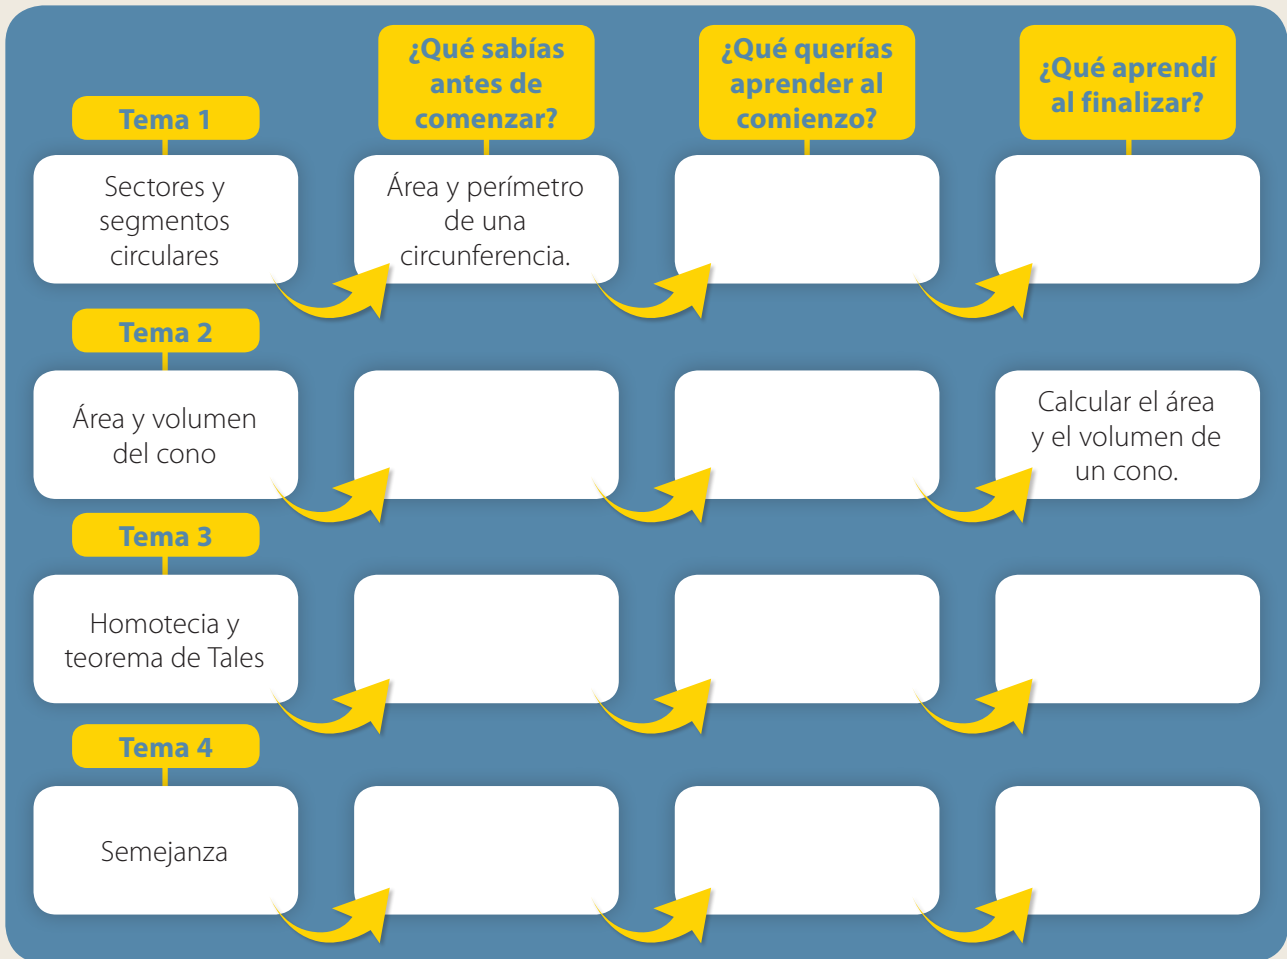 ¿Qué sabías
antes de
comenzar?
¿Qué querías
aprender al
comienzo?
¿Qué aprendí
al finalizar?
Tema 1
Sectores y
segmentos
circulares
Área y perímetro
de una
circunferencia.
Tema 2
Área y volumen
del cono
Calcular el área
y el volumen de
un cono.
Tema 3
Homotecia y
teorema de Tales
Tema 4
Semejanza